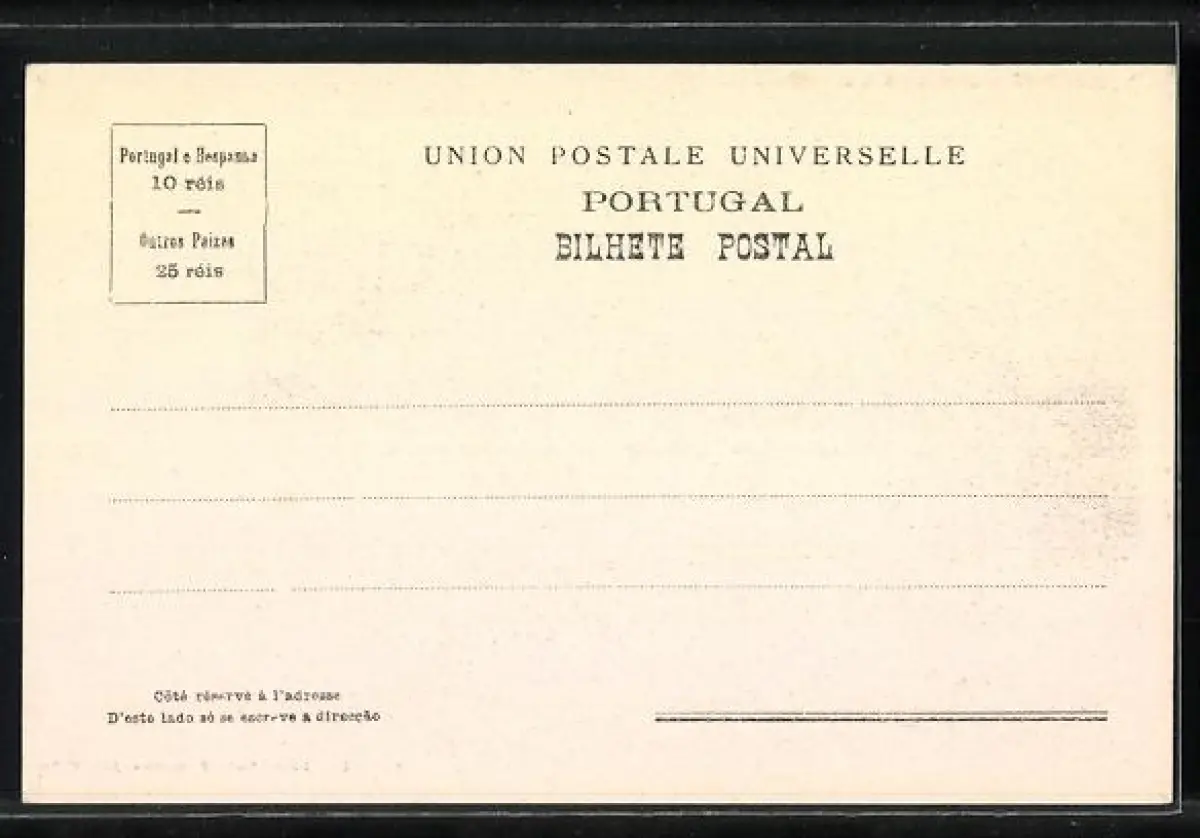 Portugal e Hespanha
10 réis
Outros Paizes
25 réis
UNION POSTALE UNIVERSELLE
PORTUGAL
BILHETE POSTAL
Côté réservé à l'adresse
D'esto lado só se escreve a direcção